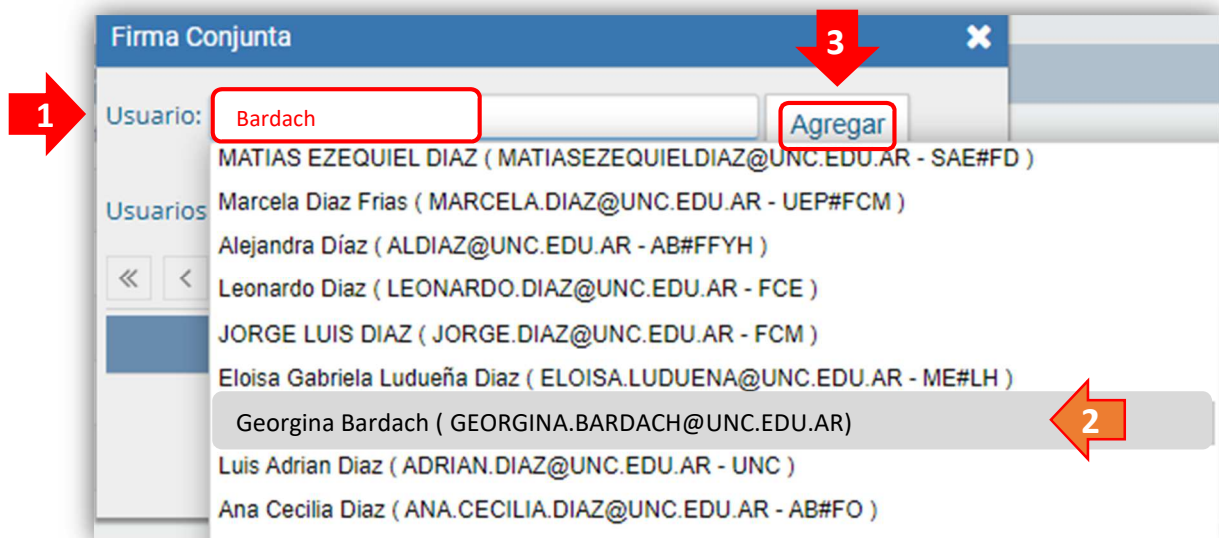 Firma Conjunta
3
1
Usuario:
Bardach
Agregar
MATIAS EZEQUIEL DIAZ ( MATIASEZEQUIELDIAZ@UNC.EDU.AR - SAE#FD )
Usuarios
Marcela Diaz Frias ( MARCELA.DIAZ@UNC.EDU.AR - UEP#FCM )
Alejandra Díaz ( ALDIAZ@UNC.EDU.AR - AB#FFYH )
Leonardo Diaz ( LEONARDO.DIAZ@UNC.EDU.AR - FCE )
JORGE LUIS DIAZ ( JORGE.DIAZ@UNC.EDU.AR - FCM )
Eloisa Gabriela Ludueña Diaz ( ELOISA.LUDUENA@UNC.EDU.AR - ME#LH )
Georgina Bardach ( GEORGINA.BARDACH@UNC.EDU.AR)
2
Luis Adrian Diaz ( ADRIAN.DIAZ@UNC.EDU.AR - UNC )
Ana Cecilia Diaz ( ANA.CECILIA.DIAZ@UNC.EDU.AR - AB#FO )